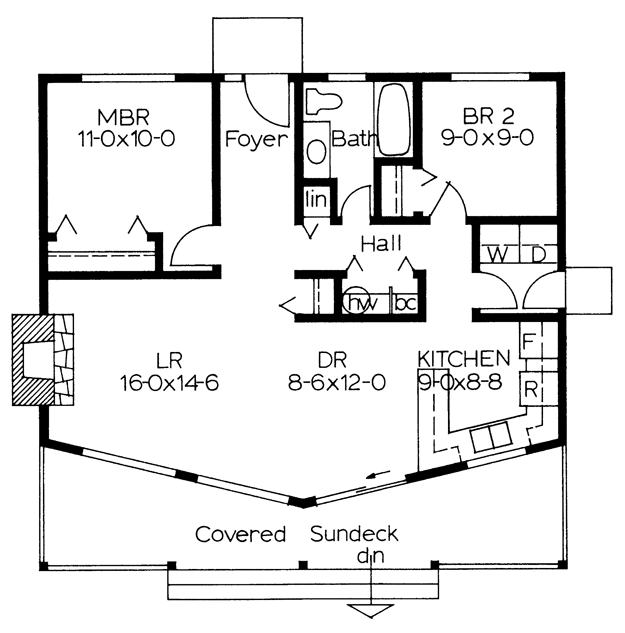 MBR
11-0x10-0
Foyer
Bath
BR 2
9-0x9-0
lin
Hall
W D
hw bc
F
LR
16-0x14-6
DR
8-6x12-0
KITCHEN
9-0x8-8
R
Covered Sundeck
dn